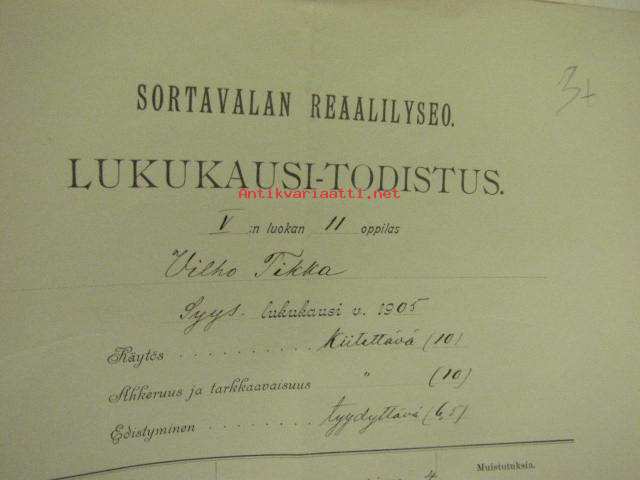 3+
SORTAVALAN REAALILYSEO.
LUKUKAUSI-TODISTUS.
Antikvariaatti.net
V :n luokan 11 oppilas
Vilho Tikka
Syys. lukukausi v. 1905
Käytös . . . . . . . . . . Kiitettävä (10)
Ahkeruus ja tarkkaavaisuus " (10)
Edistyminen . . . . . . . . tyydyttävä (6,5)
4 Muistutuksia.